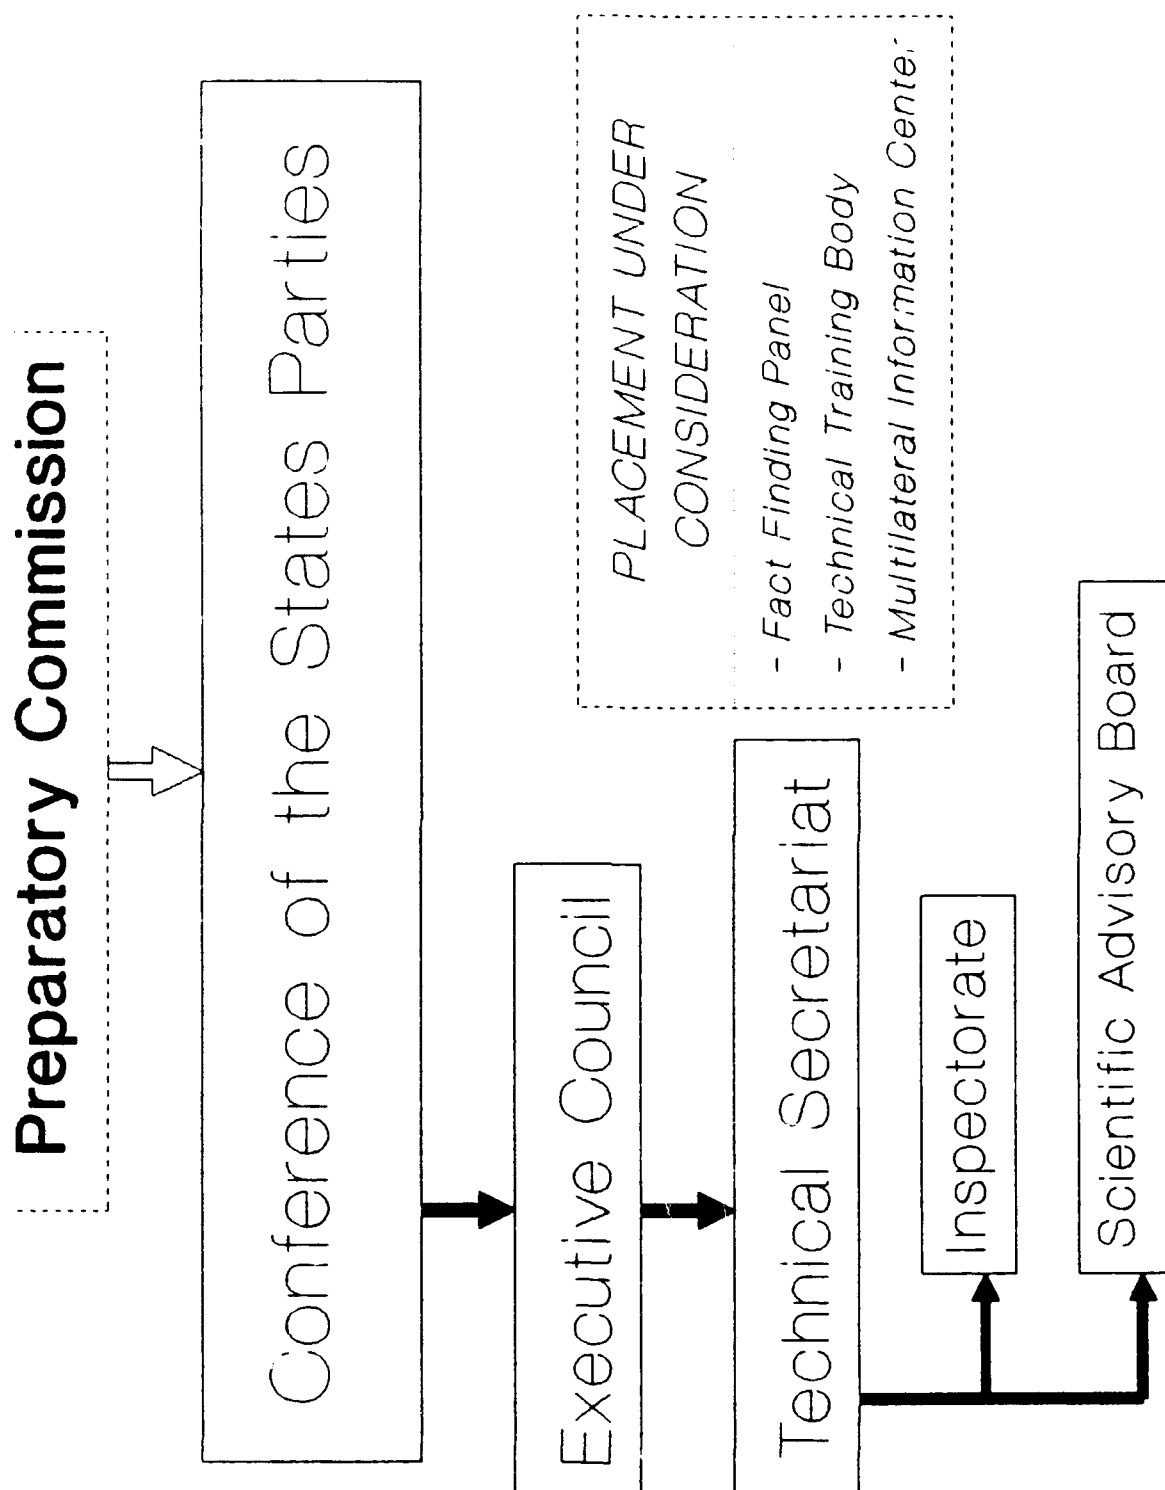 Preparatory Commission
Conference of the States Parties
Executive Council
Technical Secretariat
Inspectorate
Scientific Advisory Board
PLACEMENT UNDER
CONSIDERATION
- Fact Finding Panel
- Technical Training Body
- Multilateral Information Center